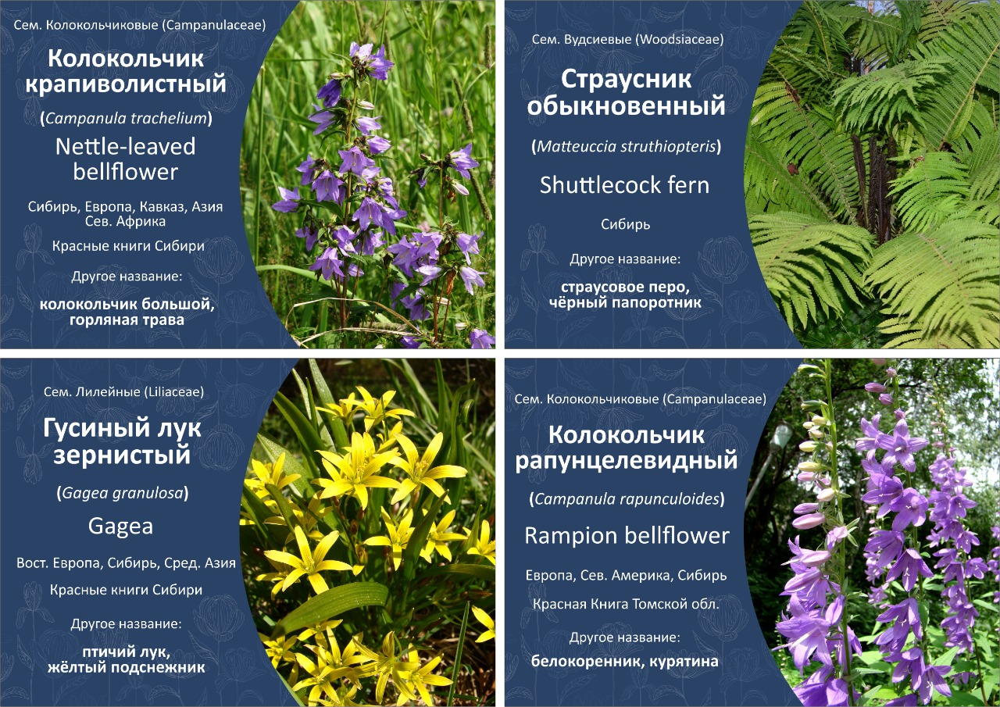 Сем. Колокольчиковые (Campanulaceae)
Колокольчик
крапиволистный
(Campanula trachelium)
Nettle-leaved
bellflower
Сибирь, Европа, Кавказ, Азия
Сев. Африка
Красные книги Сибири
Другое название:
колокольчик большой,
горляная трава
Сем. Вудсиевые (Woodsiaceae)
Страусник
обыкновенный
(Matteuccia struthiopteris)
Shuttlecock fern
Сибирь
Другое название:
страусовое перо,
чёрный папоротник
Сем. Лилейные (Liliaceae)
Гусиный лук
зернистый
(Gagea granulosa)
Gagea
Вост. Европа, Сибирь, Сред. Азия
Красные книги Сибири
Другое название:
птичий лук,
жёлтый подснежник
Сем. Колокольчиковые (Campanulaceae)
Колокольчик
рапунцелевидный
(Campanula rapunculoides)
Rampion bellflower
Европа, Сев. Америка, Сибирь
Красная Книга Томской обл.
Другое название:
белокоренник, курятина